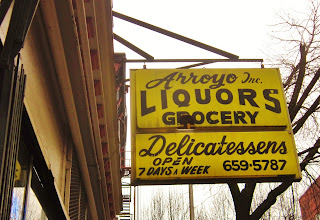 Arroyo Inc.
LIQUORS
GROCERY
Delicatessens
OPEN
7 DAYS A WEEK 659-5787